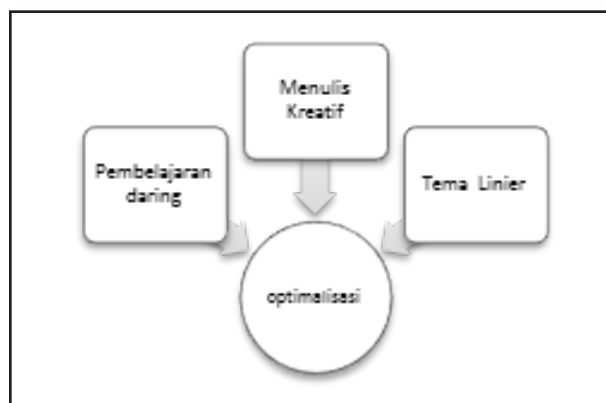 Menulis
Kreatif
Pembelajaran
daring
Tema Linier
optimalisasi